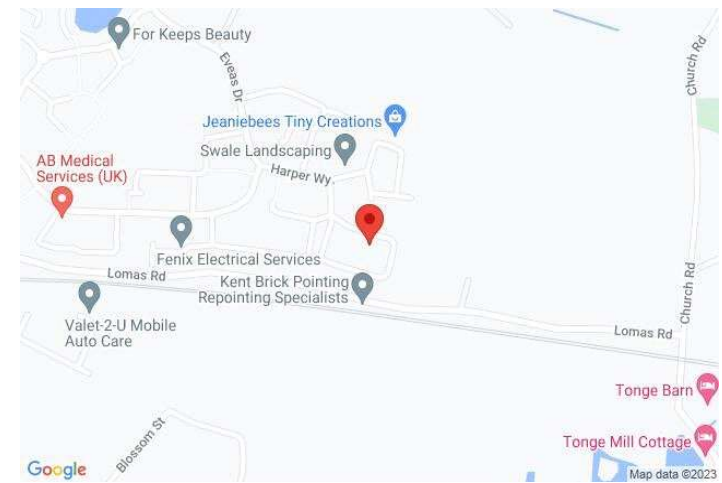 For Keeps Beauty
Eveas Dr
Church Rd
Jeaniebees Tiny Creations
Swale Landscaping
AB Medical
Services (UK)
Harper Wy.
Fenix Electrical Services
Lomas Rd
Kent Brick Pointing
Repointing Specialists
Church Rd
Valet-2-U Mobile
Auto Care
Lomas Rd
Tonge Barn
Blossom St
Tonge Mill Cottage
Google
Map data ©2023